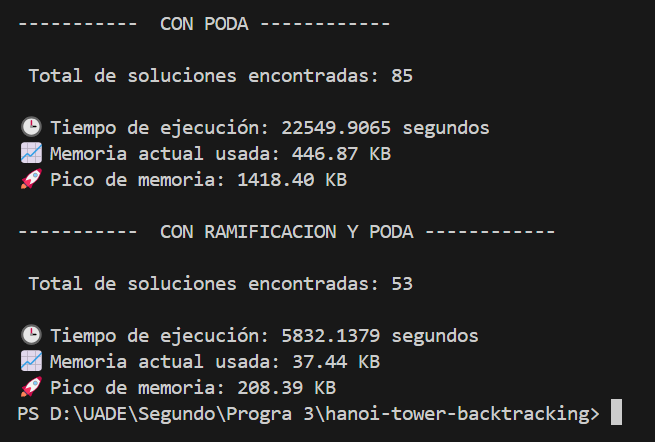 -----------  CON PODA ------------
Total de soluciones encontradas: 85
🕒 Tiempo de ejecución: 22549.9065 segundos
📈 Memoria actual usada: 446.87 KB
🚀 Pico de memoria: 1418.40 KB
-----------  CON RAMIFICACION Y PODA ------------
Total de soluciones encontradas: 53
🕒 Tiempo de ejecución: 5832.1379 segundos
📈 Memoria actual usada: 37.44 KB
🚀 Pico de memoria: 208.39 KB
PS D:\UADE\Segundo\Progra 3\hanoi-tower-backtracking>